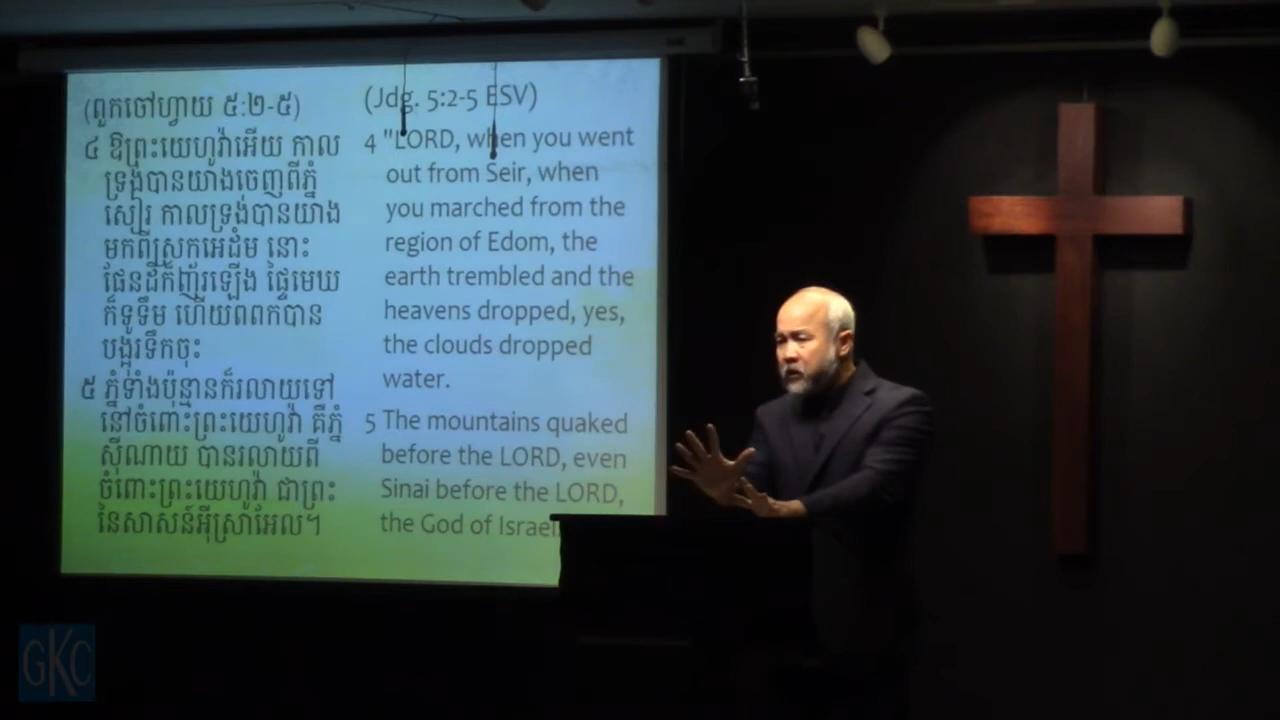 (ពួកចៅហ្វាយ ៥:២-៥)
៤ ឱព្រះយេហូវ៉ាអើយ កាល
ទ្រង់បានយាងចេញពីភ្នំ
សៀរ កាលទ្រង់បានយាង
មកពីស្រុកអេដំម នោះ
ផែនដីក៏ញ័រឡើង ផ្ទៃមេឃ
ក៏ទូទឹម ហើយពពកបាន
បង្អុរទឹកចុះ
៥ ភ្នំទាំងប៉ុន្មានក៏រលាយទៅ
នៅចំពោះព្រះយេហូវ៉ា គឺភ្នំ
ស៊ីណាយ បានរលាយពី
ចំពោះព្រះយេហូវ៉ា ជាព្រះ
នៃសាសន៍អ៊ីស្រាអែល។
(Jdg. 5:2-5 ESV)
4 "LORD, when you went
out from Seir, when
you marched from the
region of Edom, the
earth trembled and the
heavens dropped, yes,
the clouds dropped
water.
5 The mountains quaked
before the LORD, even
Sinai before the LORD,
the God of Israel.
GKC